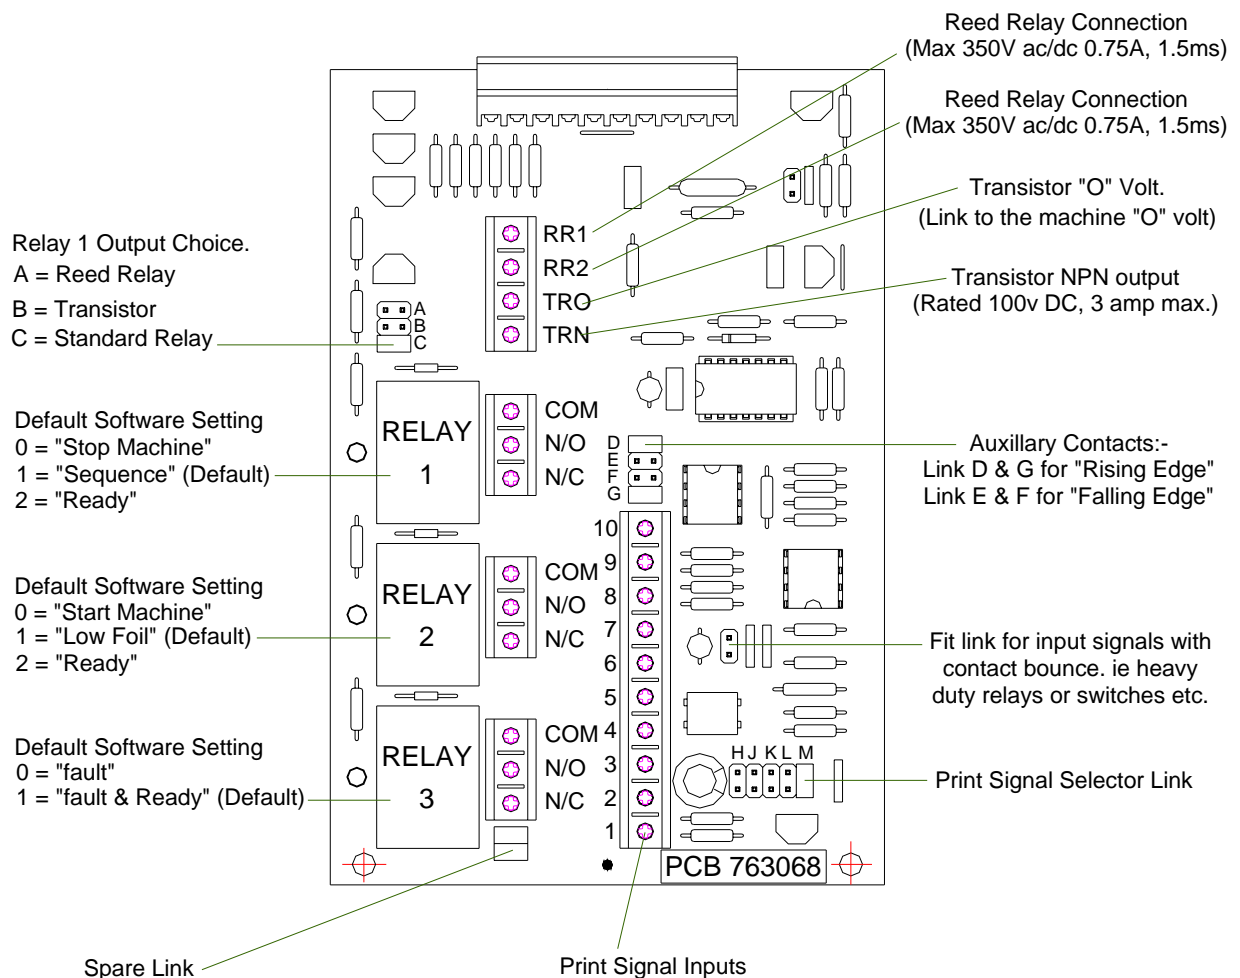 Reed Relay Connection
(Max 350V ac/dc 0.75A, 1.5ms)
Reed Relay Connection
(Max 350V ac/dc 0.75A, 1.5ms)
Transistor "O" Volt.
(Link to the machine "O" volt)
Transistor NPN output
(Rated 100v DC, 3 amp max.)
RR1
RR2
TRO
TRN
Relay 1 Output Choice.
A = Reed Relay
B = Transistor
C = Standard Relay
A
B
C
Default Software Setting
0 = "Stop Machine"
1 = "Sequence" (Default)
2 = "Ready"
RELAY
1
COM
N/O
N/C
D
E
F
G
Auxillary Contacts:-
Link D & G for "Rising Edge"
Link E & F for "Falling Edge"
Default Software Setting
0 = "Start Machine"
1 = "Low Foil" (Default)
2 = "Ready"
RELAY
2
COM
N/O
N/C
10
9
8
7
6
5
4
3
2
1
Fit link for input signals with
contact bounce. ie heavy
duty relays or switches etc.
Default Software Setting
0 = "fault"
1 = "fault & Ready" (Default)
RELAY
3
COM
N/O
N/C
H J K L M
Print Signal Selector Link
PCB 763068
Spare Link
Print Signal Inputs